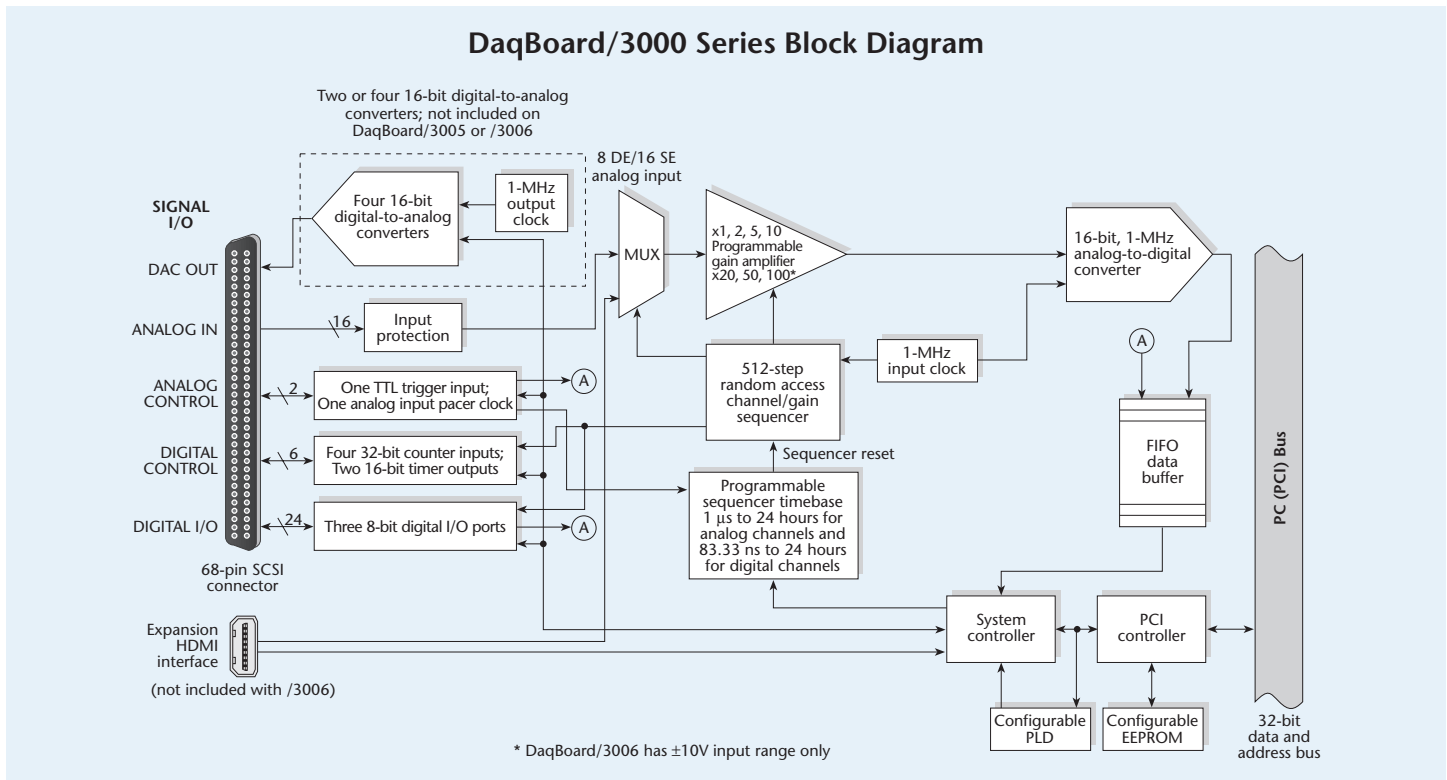 DaqBoard/3000 Series Block Diagram
Two or four 16-bit digital-to-analog
converters; not included on
DaqBoard/3005 or /3006
8 DE/16 SE
analog input
SIGNAL
I/O
Four 16-bit
digital-to-analog
converters
1-MHz
output
clock
DAC OUT
MUX
x1, 2, 5, 10
Programmable
gain amplifier
x20, 50, 100*
16-bit, 1-MHz
analog-to-digital
converter
ANALOG IN
16
Input
protection
ANALOG
CONTROL
2
One TTL trigger input;
One analog input pacer clock
A
512-step
random access
channel/gain
sequencer
1-MHz
input clock
A
DIGITAL
CONTROL
6
Four 32-bit counter inputs;
Two 16-bit timer outputs
Sequencer reset
FIFO
data
buffer
PC (PCI) Bus
DIGITAL I/O
24
Three 8-bit digital I/O ports
A
Programmable
sequencer timebase
1 µs to 24 hours for
analog channels and
83.33 ns to 24 hours
for digital channels
68-pin SCSI
connector
Expansion
HDMI
interface
(not included with /3006)
System
controller
PCI
controller
Configurable
PLD
Configurable
EEPROM
32-bit
data and
address bus
* DaqBoard/3006 has ±10V input range only